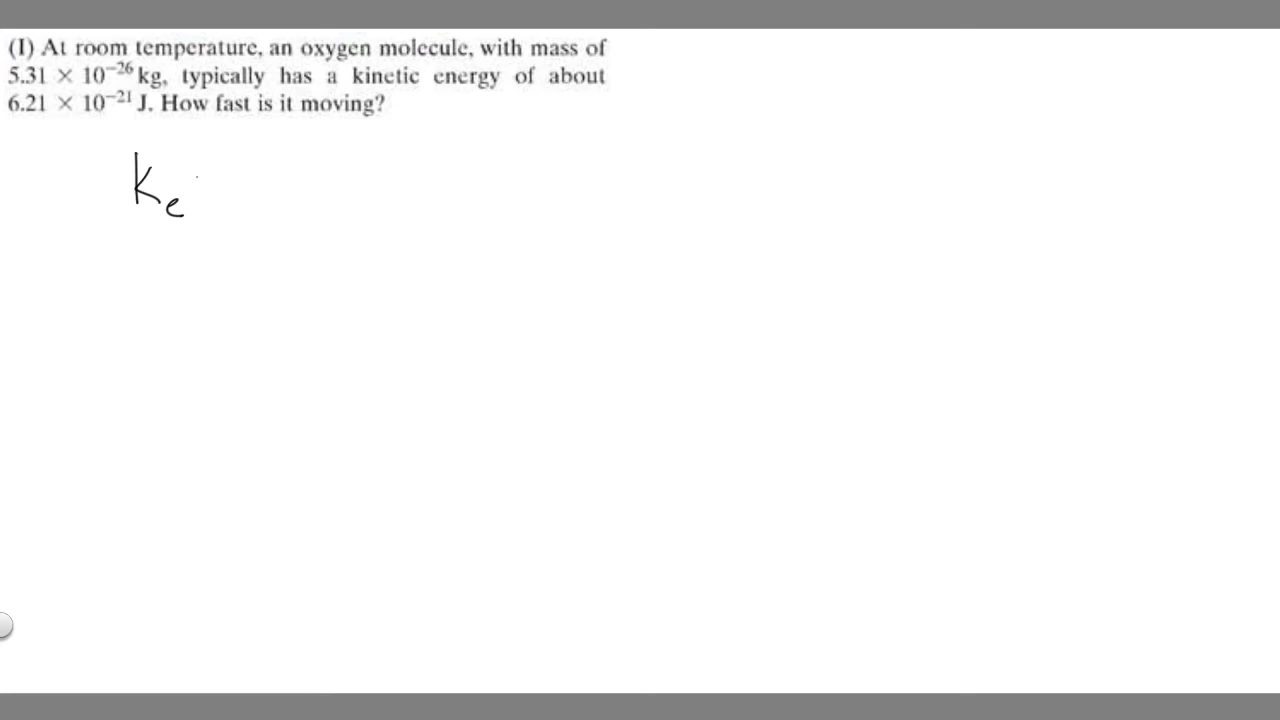 (I) At room temperature, an oxygen molecule, with mass of
5.31 × 10⁻²⁶ kg, typically has a kinetic energy of about
6.21 × 10⁻²¹ J. How fast is it moving?
Ke